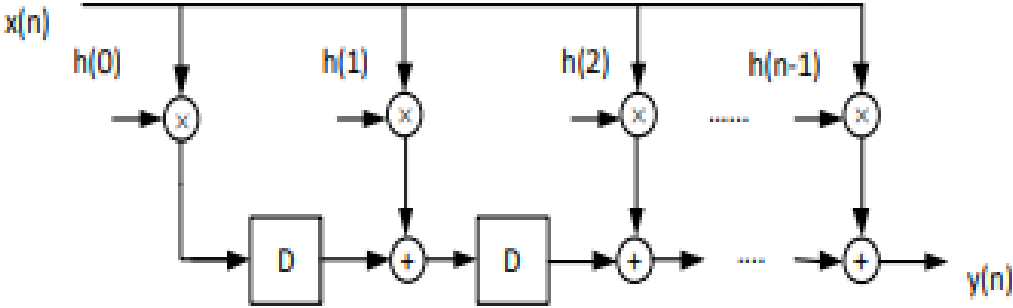 x(n)
h(0) h(1) h(2) h(n-1)
× × × ...... ×
D + D + .... +
y(n)